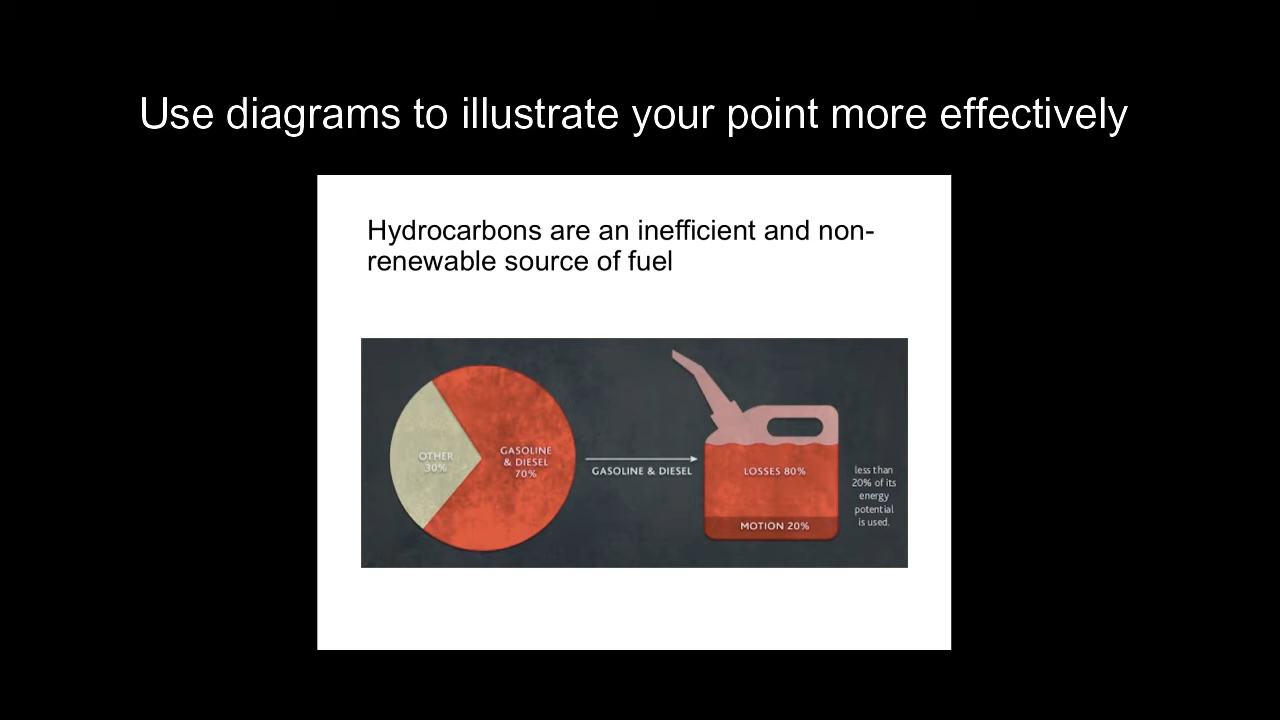 Use diagrams to illustrate your point more effectively
Hydrocarbons are an inefficient and non-
renewable source of fuel
OTHER
30%
GASOLINE
& DIESEL
70%
GASOLINE & DIESEL
LOSSES 80%
MOTION 20%
less than
20% of its
energy
potential
is used.